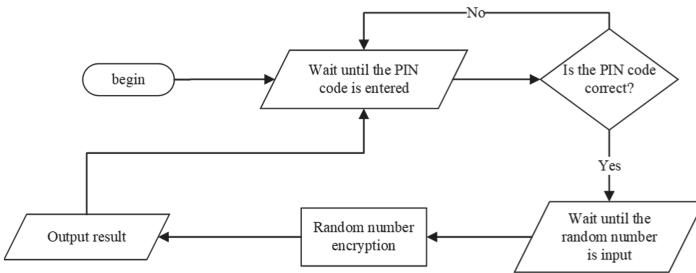 No
begin
Wait until the PIN
code is entered
Is the PIN code
correct?
Yes
Wait until the
random number
is input
Random number
encryption
Output result